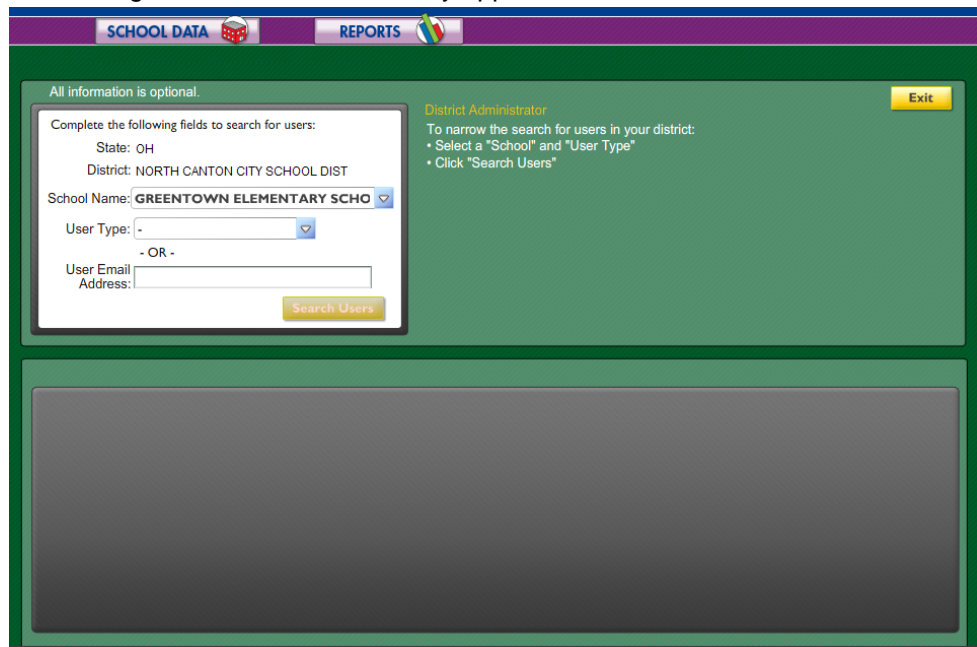 SCHOOL DATA
REPORTS
All information is optional.
Exit
Complete the following fields to search for users:
State: OH
District: NORTH CANTON CITY SCHOOL DIST
School Name: GREENTOWN ELEMENTARY SCHO
User Type: -
- OR -
User Email
Address:
Search Users
District Administrator
To narrow the search for users in your district:
• Select a "School" and "User Type"
• Click "Search Users"